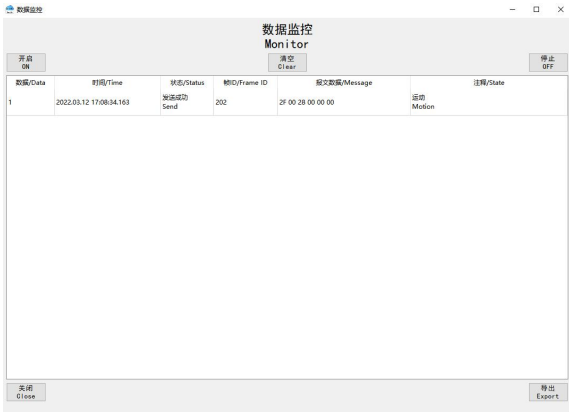 数据监控
数据监控
Monitor
开启
ON
清空
Clear
停止
OFF
数据/Data 时间/Time 状态/Status 帧ID/Frame ID 报文数据/Message 注释/State
1 2022.03.12 17:08:34.163 发送成功 Send 202 2F 00 28 00 00 00 运动 Motion
关闭
Close
导出
Export